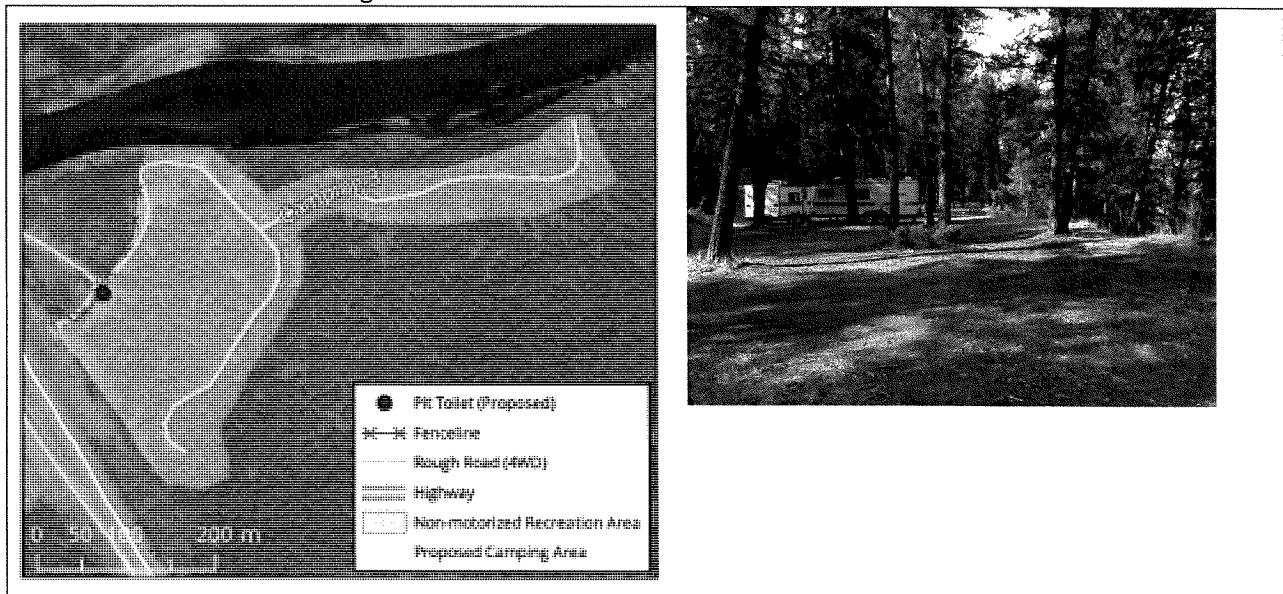 Pit Toilet (Proposed)
Fenceline
Rough Road (4WD)
Highway
Non-motorized Recreation Area
Proposed Camping Area
0 50
200 m